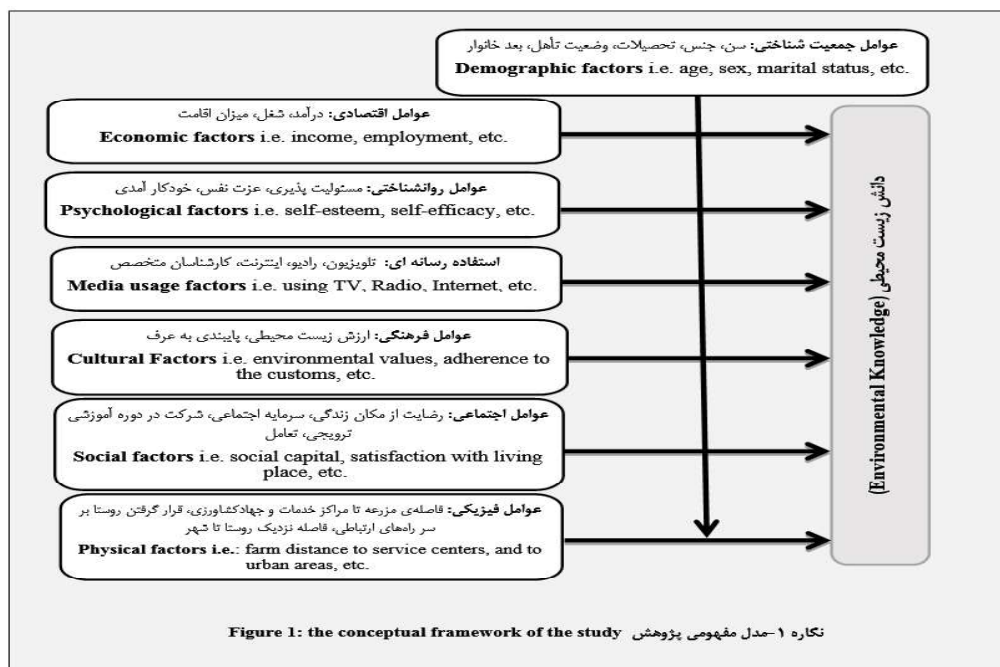 عوامل جمعیت شناختی: سن، جنس، تحصیلات، وضعیت تأهل، بعد خانوار
Demographic factors i.e. age, sex, marital status, etc.
عوامل اقتصادی: درآمد، شغل، میزان اقامت
Economic factors i.e. income, employment, etc.
عوامل روانشناختی: مسئولیت پذیری، عزت نفس، خودکار آمدی
Psychological factors i.e. self-esteem, self-efficacy, etc.
استفاده رسانه ای: تلویزیون، رادیو، اینترنت، کارشناسان متخصص
Media usage factors i.e. using TV, Radio, Internet, etc.
عوامل فرهنگی: ارزش زیست محیطی، پایبندی به عرف
Cultural Factors i.e. environmental values, adherence to
the customs, etc.
عوامل اجتماعی: رضایت از مکان زندگی، سرمایه اجتماعی، شرکت در دوره آموزشی
ترویجی، تعامل
Social factors i.e. social capital, satisfaction with living
place, etc.
عوامل فیزیکی: فاصله‌ی مزرعه تا مراکز خدمات و جهادکشاورزی، قرار گرفتن روستا بر
سر راه‌های ارتباطی، فاصله نزدیک روستا تا شهر
Physical factors i.e.: farm distance to service centers, and to
urban areas, etc.
دانش زیست محیطی (Environmental Knowledge)
نگاره ۱-مدل مفهومی پژوهش Figure 1: the conceptual framework of the study